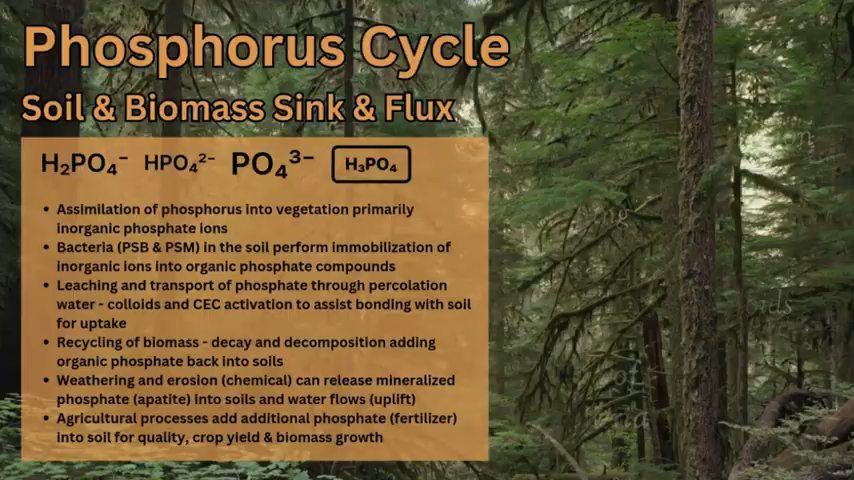 Phosphorus Cycle
Soil & Biomass Sink & Flux
H₂PO₄⁻ HPO₄²⁻ PO₄³⁻ H₃PO₄
• Assimilation of phosphorus into vegetation primarily
inorganic phosphate ions
• Bacteria (PSB & PSM) in the soil perform immobilization of
inorganic ions into organic phosphate compounds
• Leaching and transport of phosphate through percolation
water - colloids and CEC activation to assist bonding with soil
for uptake
• Recycling of biomass - decay and decomposition adding
organic phosphate back into soils
• Weathering and erosion (chemical) can release mineralized
phosphate (apatite) into soils and water flows (uplift)
• Agricultural processes add additional phosphate (fertilizer)
into soil for quality, crop yield & biomass growth